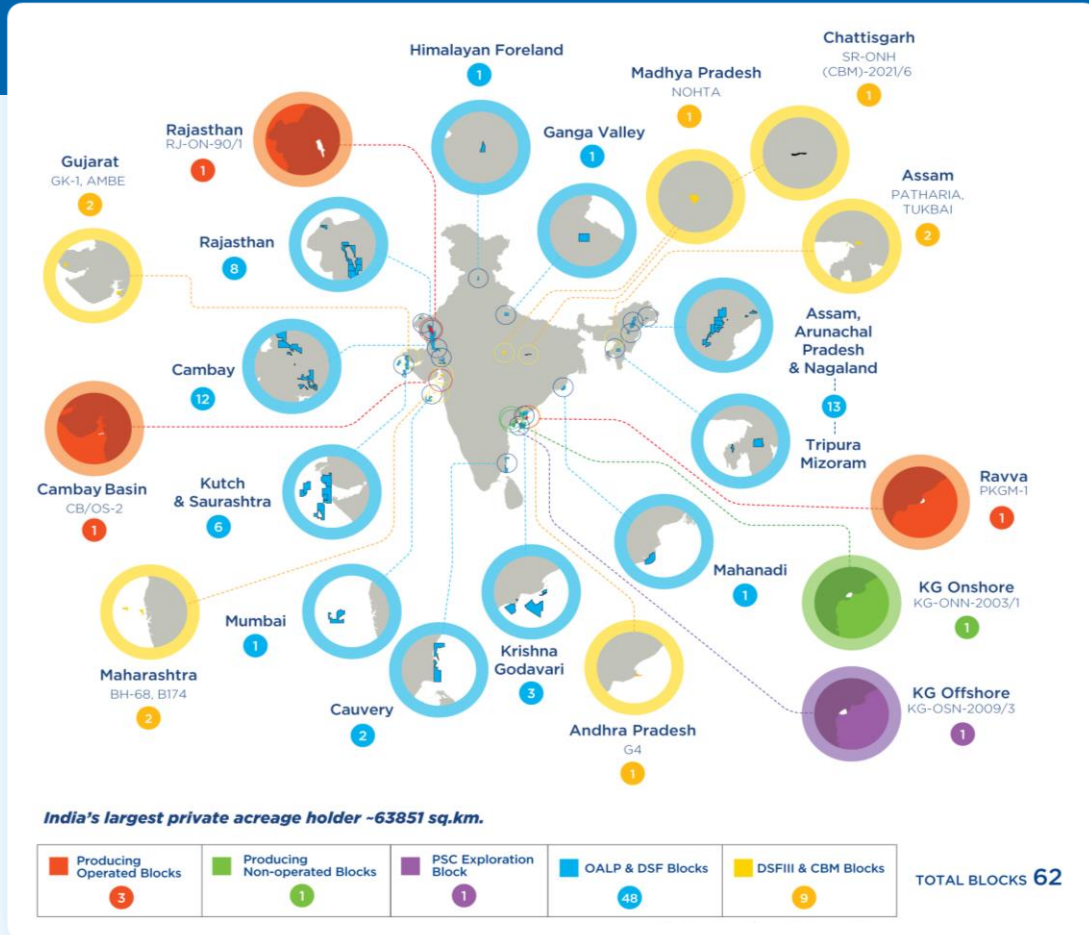 Himalayan Foreland
1
Chattisgarh
SR-ONH
(CBM)-2021/6
1
Madhya Pradesh
NOHTA
1
Rajasthan
RJ-ON-90/1
1
Ganga Valley
1
Gujarat
GK-1, AMBE
2
Assam
PATHARIA,
TUKBAI
2
Rajasthan
8
Assam,
Arunachal
Pradesh
& Nagaland
13
Tripura
Mizoram
Cambay
12
Cambay Basin
CB/OS-2
1
Kutch
& Saurashtra
6
Ravva
PKGM-1
1
Mahanadi
1
KG Onshore
KG-ONN-2003/1
1
Mumbai
1
Krishna
Godavari
3
Maharashtra
BH-68, B174
2
Cauvery
2
Andhra Pradesh
G4
1
KG Offshore
KG-OSN-2009/3
1
India's largest private acreage holder ~63851 sq.km.
Producing
Operated Blocks
3
Producing
Non-operated Blocks
1
PSC Exploration
Block
1
OALP & DSF Blocks
48
DSFIII & CBM Blocks
9
TOTAL BLOCKS 62